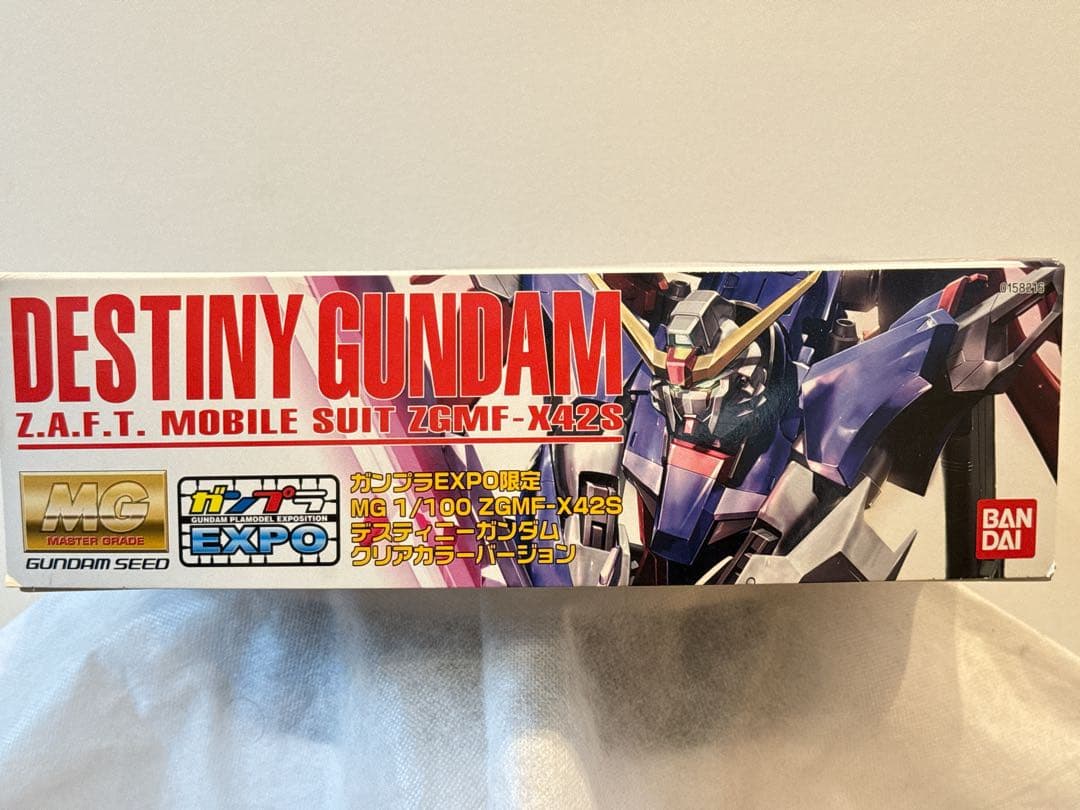 DESTINY GUNDAM
Z.A.F.T. MOBILE SUIT ZGMF-X42S
MG
MASTER GRADE
GUNDAM SEED
ガンプラ
GUNDAM PLAMODEL EXPOSITION
EXPO
ガンプラEXPO限定
MG 1/100 ZGMF-X42S
デスティニーガンダム
クリアカラーバージョン
0158215
BAN
DAI